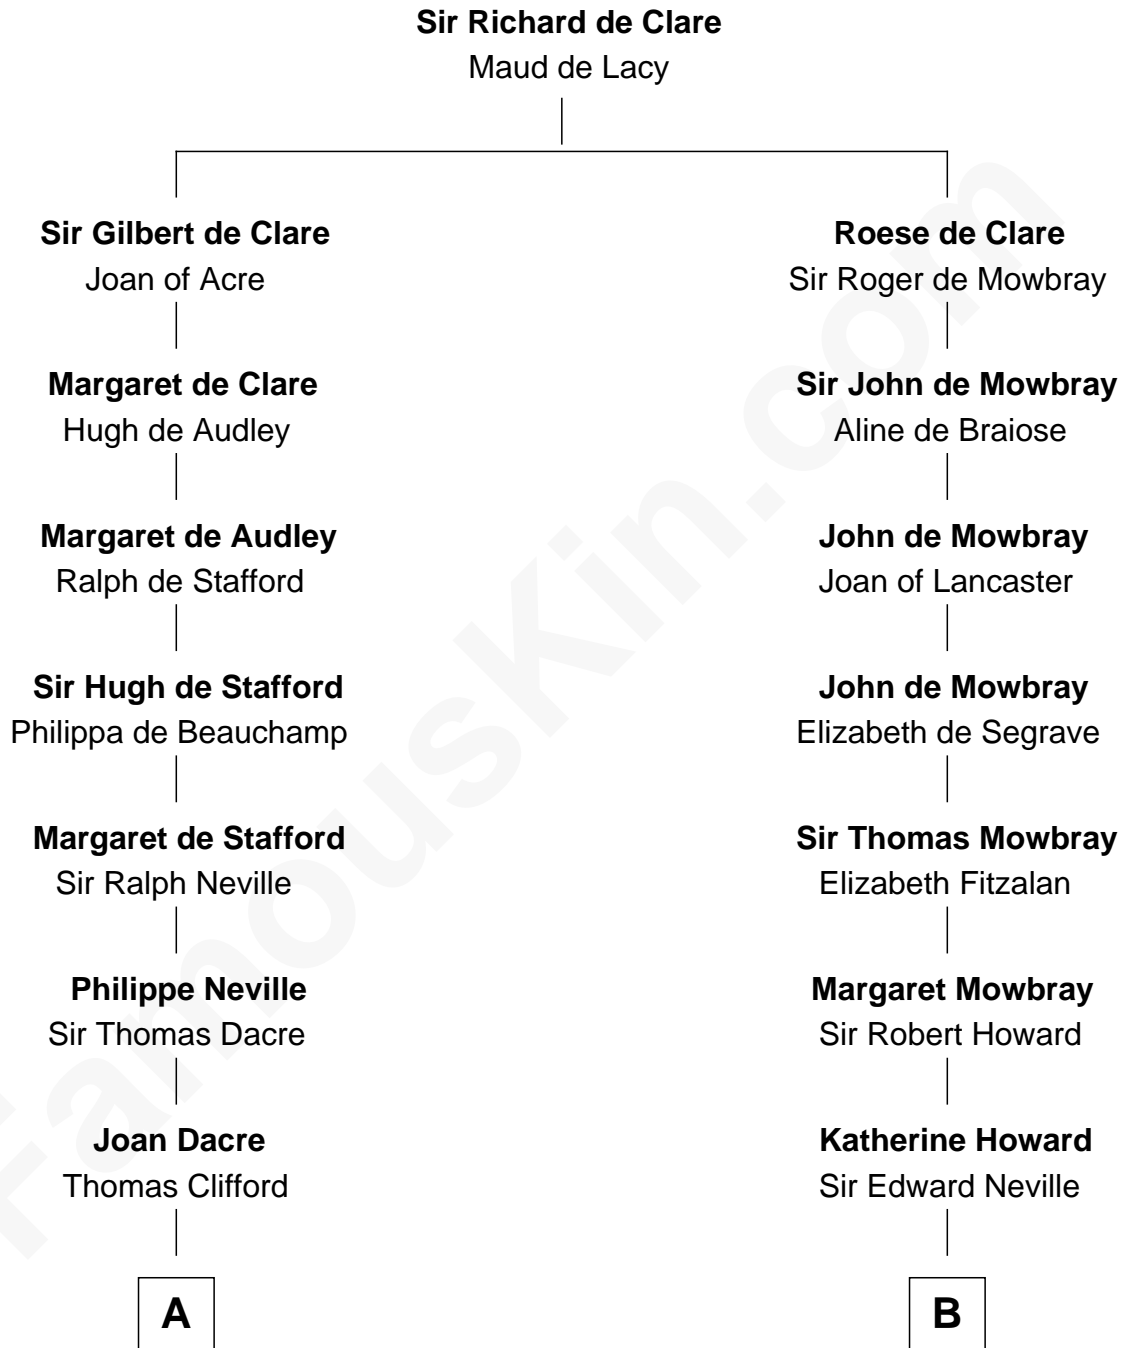 Sir Richard de Clare
Maud de Lacy
Sir Gilbert de Clare
Joan of Acre
Roese de Clare
Sir Roger de Mowbray
Margaret de Clare
Hugh de Audley
Sir John de Mowbray
Aline de Braiose
Margaret de Audley
Ralph de Stafford
John de Mowbray
Joan of Lancaster
Sir Hugh de Stafford
Philippa de Beauchamp
John de Mowbray
Elizabeth de Segrave
Margaret de Stafford
Sir Ralph Neville
Sir Thomas Mowbray
Elizabeth Fitzalan
Philippe Neville
Sir Thomas Dacre
Margaret Mowbray
Sir Robert Howard
Joan Dacre
Thomas Clifford
Katherine Howard
Sir Edward Neville
A
B
FamousKin.com